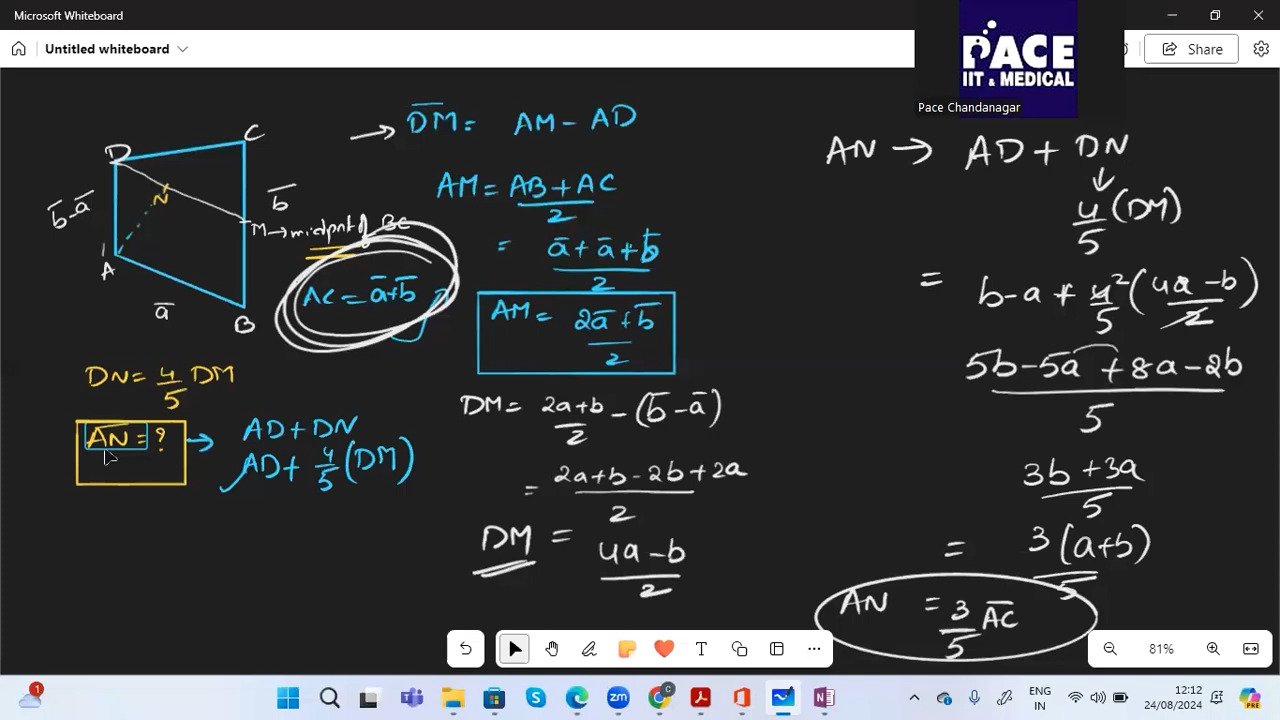 Microsoft Whiteboard
Untitled whiteboard
Share
PACE
IIT & MEDICAL
Pace Chandanagar
D
C
N
b̅-a̅
b̅
M → midpnt of BC
A
a̅
B
AC = a̅+b̅
DN = 4/5 DM
AN = ?
→ AD + DN
AD + 4/5 (DM)
→ D̅M̅ = AM - AD
AM = AB + AC / 2
= a̅ + a̅ + b̅ / 2
AM = 2a̅ + b̅ / 2
DM = 2a+b / 2 - (b̅ - a̅)
= 2a+b-2b+2a / 2
DM = 4a-b / 2
AN → AD + DN
↓
4/5 (DM)
= b-a + 4²/5 (4a-b / 2)
5b-5a+8a-2b / 5
3b+3a / 5
= 3(a+b) / 5
AN = 3/5 A̅C̅
81%
1
ENG
IN
12:12
24/08/2024
PRE